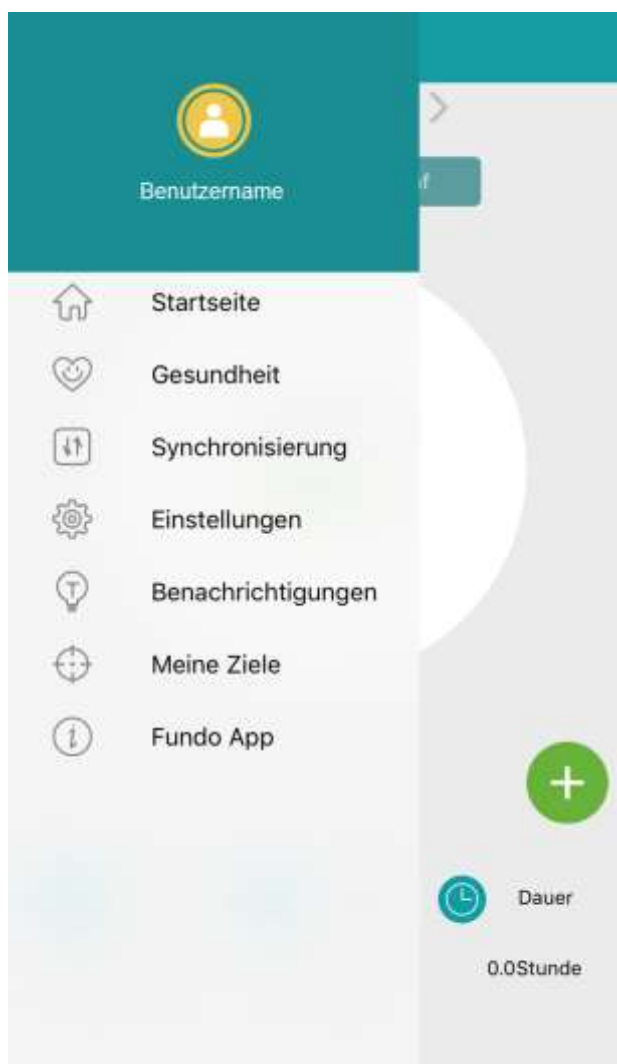 Benutzername
Startseite
Gesundheit
Synchronisierung
Einstellungen
Benachrichtigungen
Meine Ziele
Fundo App
Dauer
0.0Stunde